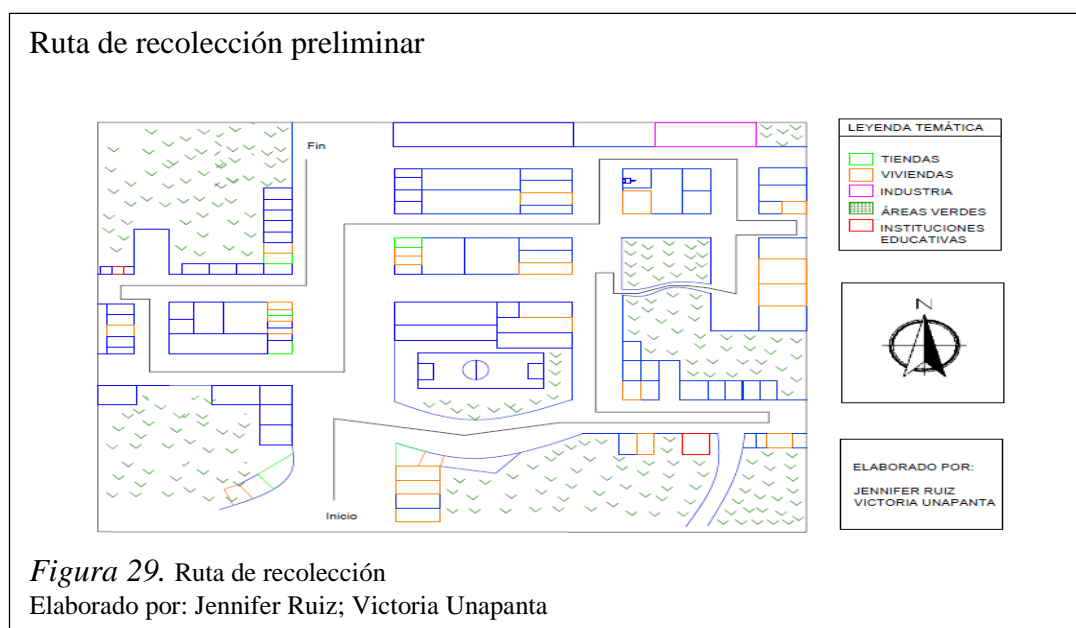 Ruta de recolección preliminar
Fin
Inicio
LEYENDA TEMÁTICA
TIENDAS
VIVIENDAS
INDUSTRIA
ÁREAS VERDES
INSTITUCIONES
EDUCATIVAS
N
ELABORADO POR:
JENNIFER RUIZ
VICTORIA UNAPANTA
Figura 29. Ruta de recolección
Elaborado por: Jennifer Ruiz; Victoria Unapanta